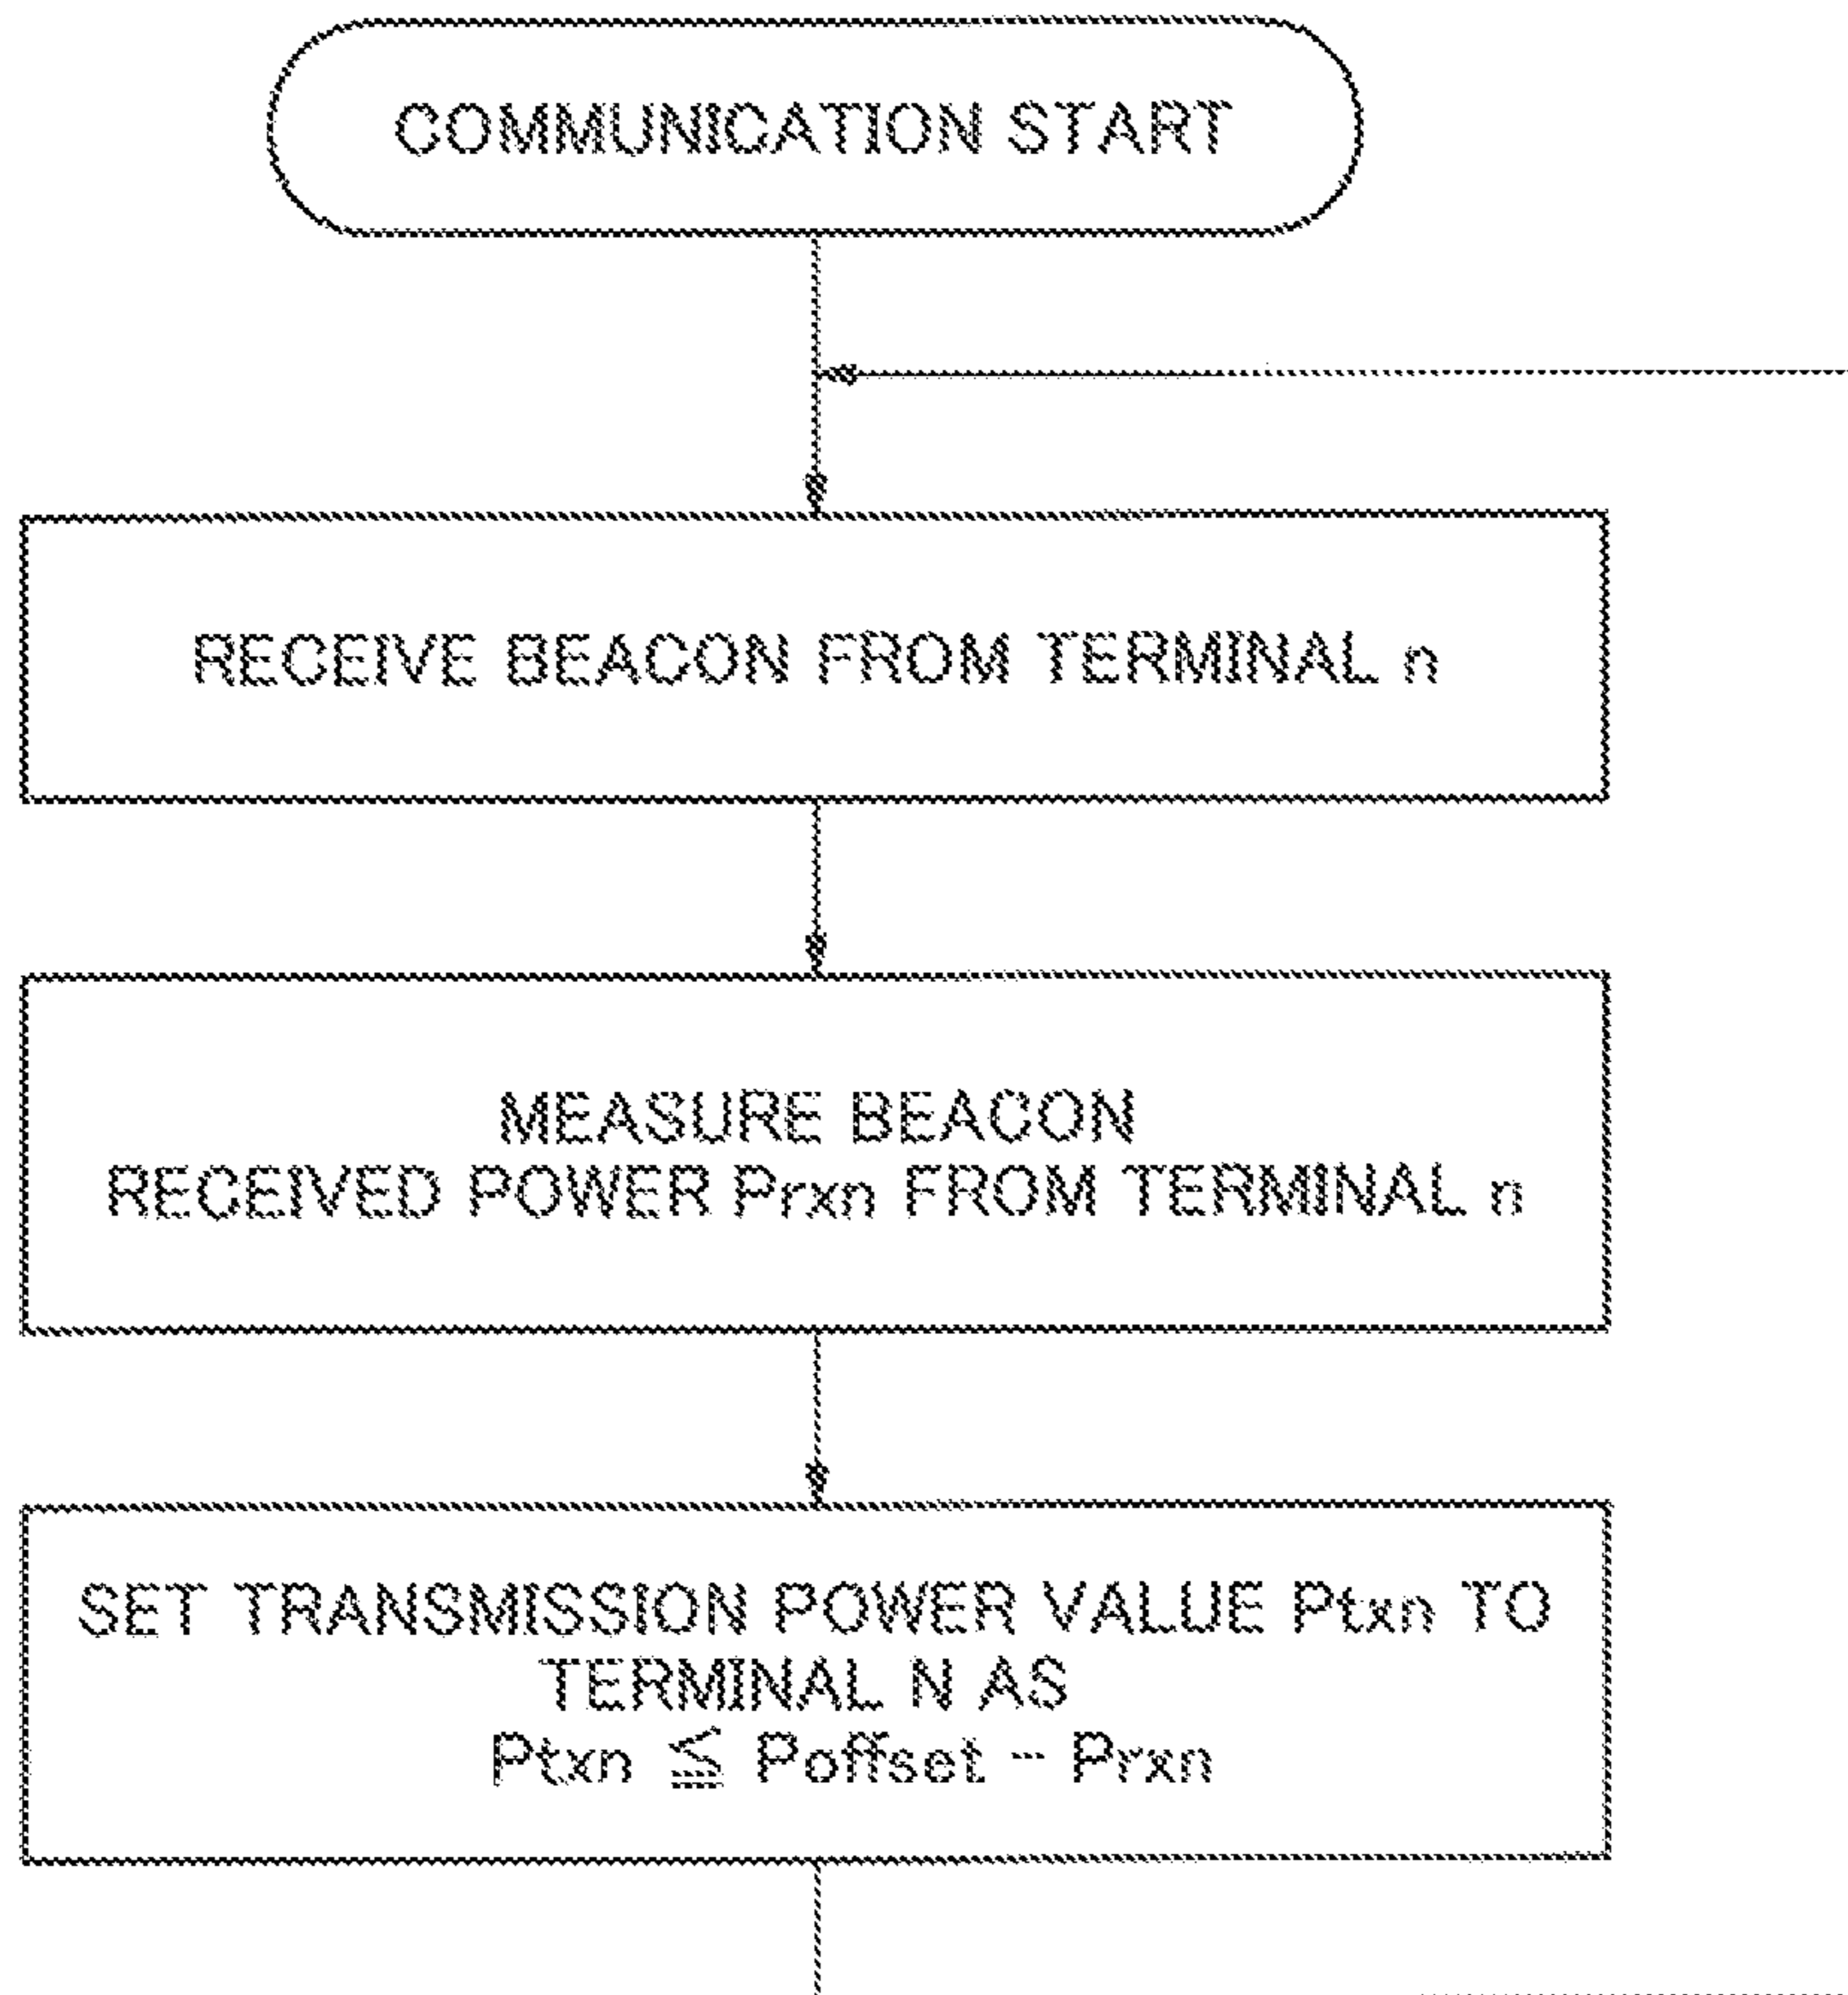 COMMUNICATION START
RECEIVE BEACON FROM TERMINAL n
MEASURE BEACON
RECEIVED POWER Prxn FROM TERMINAL n
SET TRANSMISSION POWER VALUE Ptxn TO
TERMINAL N AS
Ptxn ≦ Poffset - Prxn